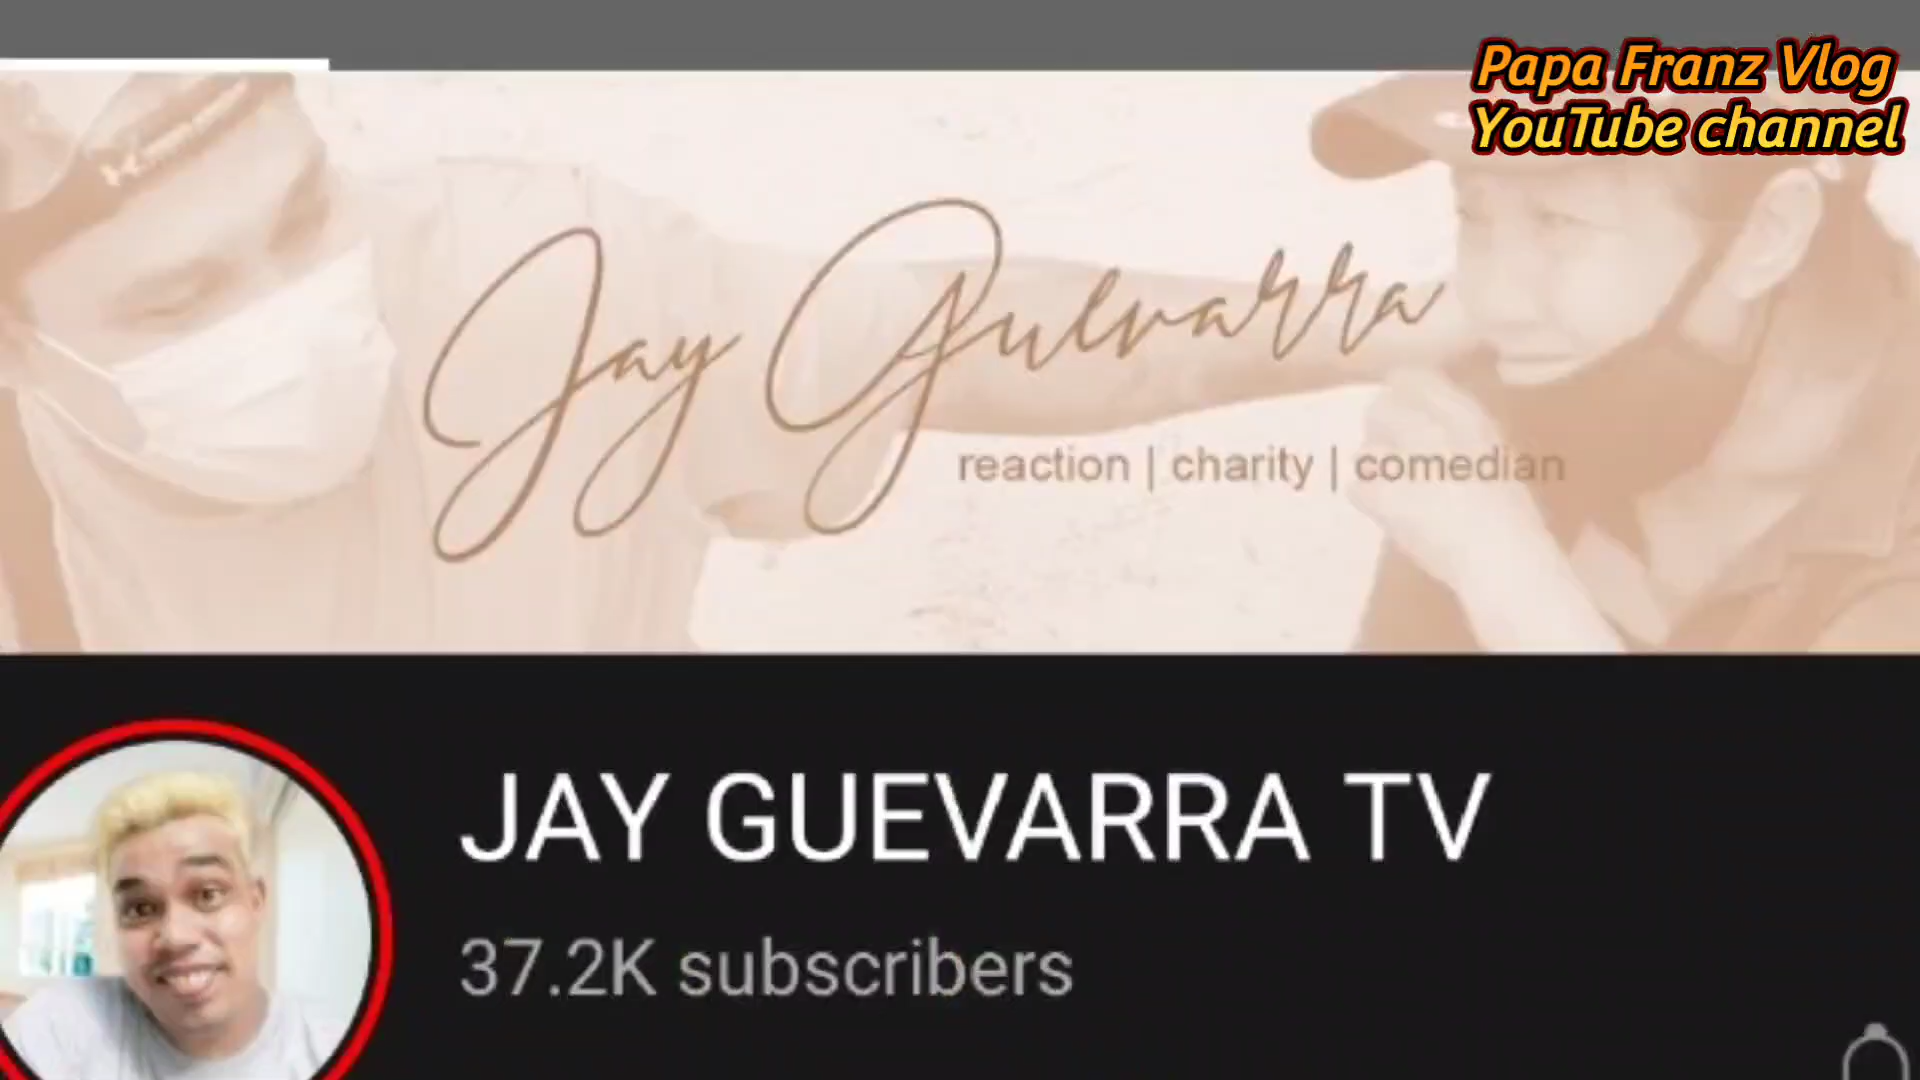 Papa Franz Vlog
YouTube channel
Jay Guevarra
reaction | charity | comedian
JAY GUEVARRA TV
37.2K subscribers